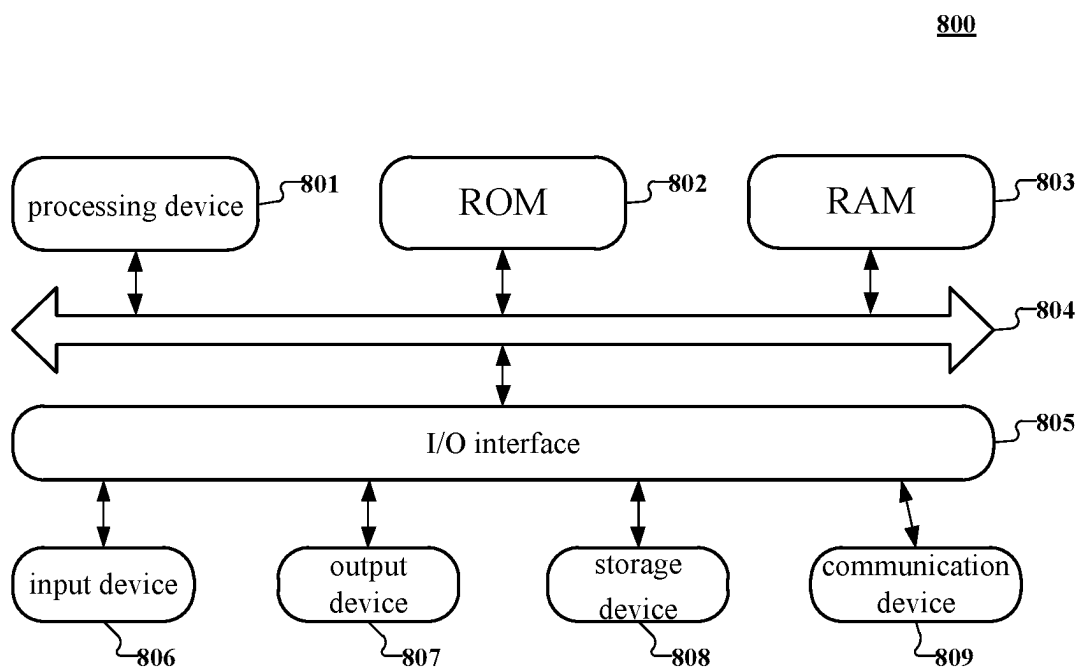 800
processing device
801
ROM
802
RAM
803
804
I/O interface
805
input device
output
device
storage
device
communication
device
806
807
808
809